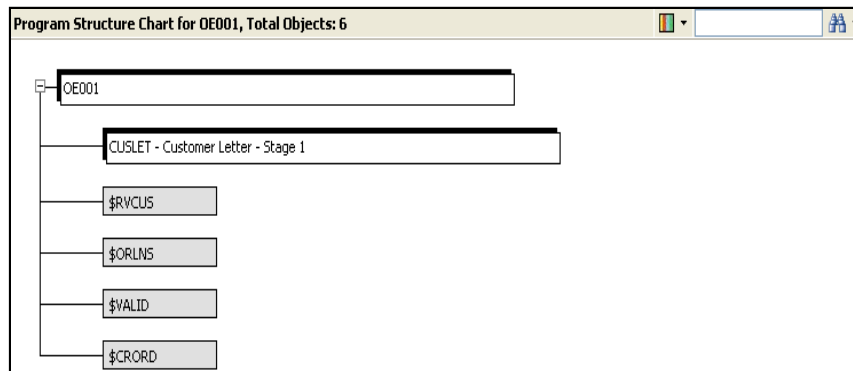 Program Structure Chart for OE001, Total Objects: 6
OE001
CUSLET - Customer Letter - Stage 1
$RVCUS
$ORLNS
$VALID
$CRORD